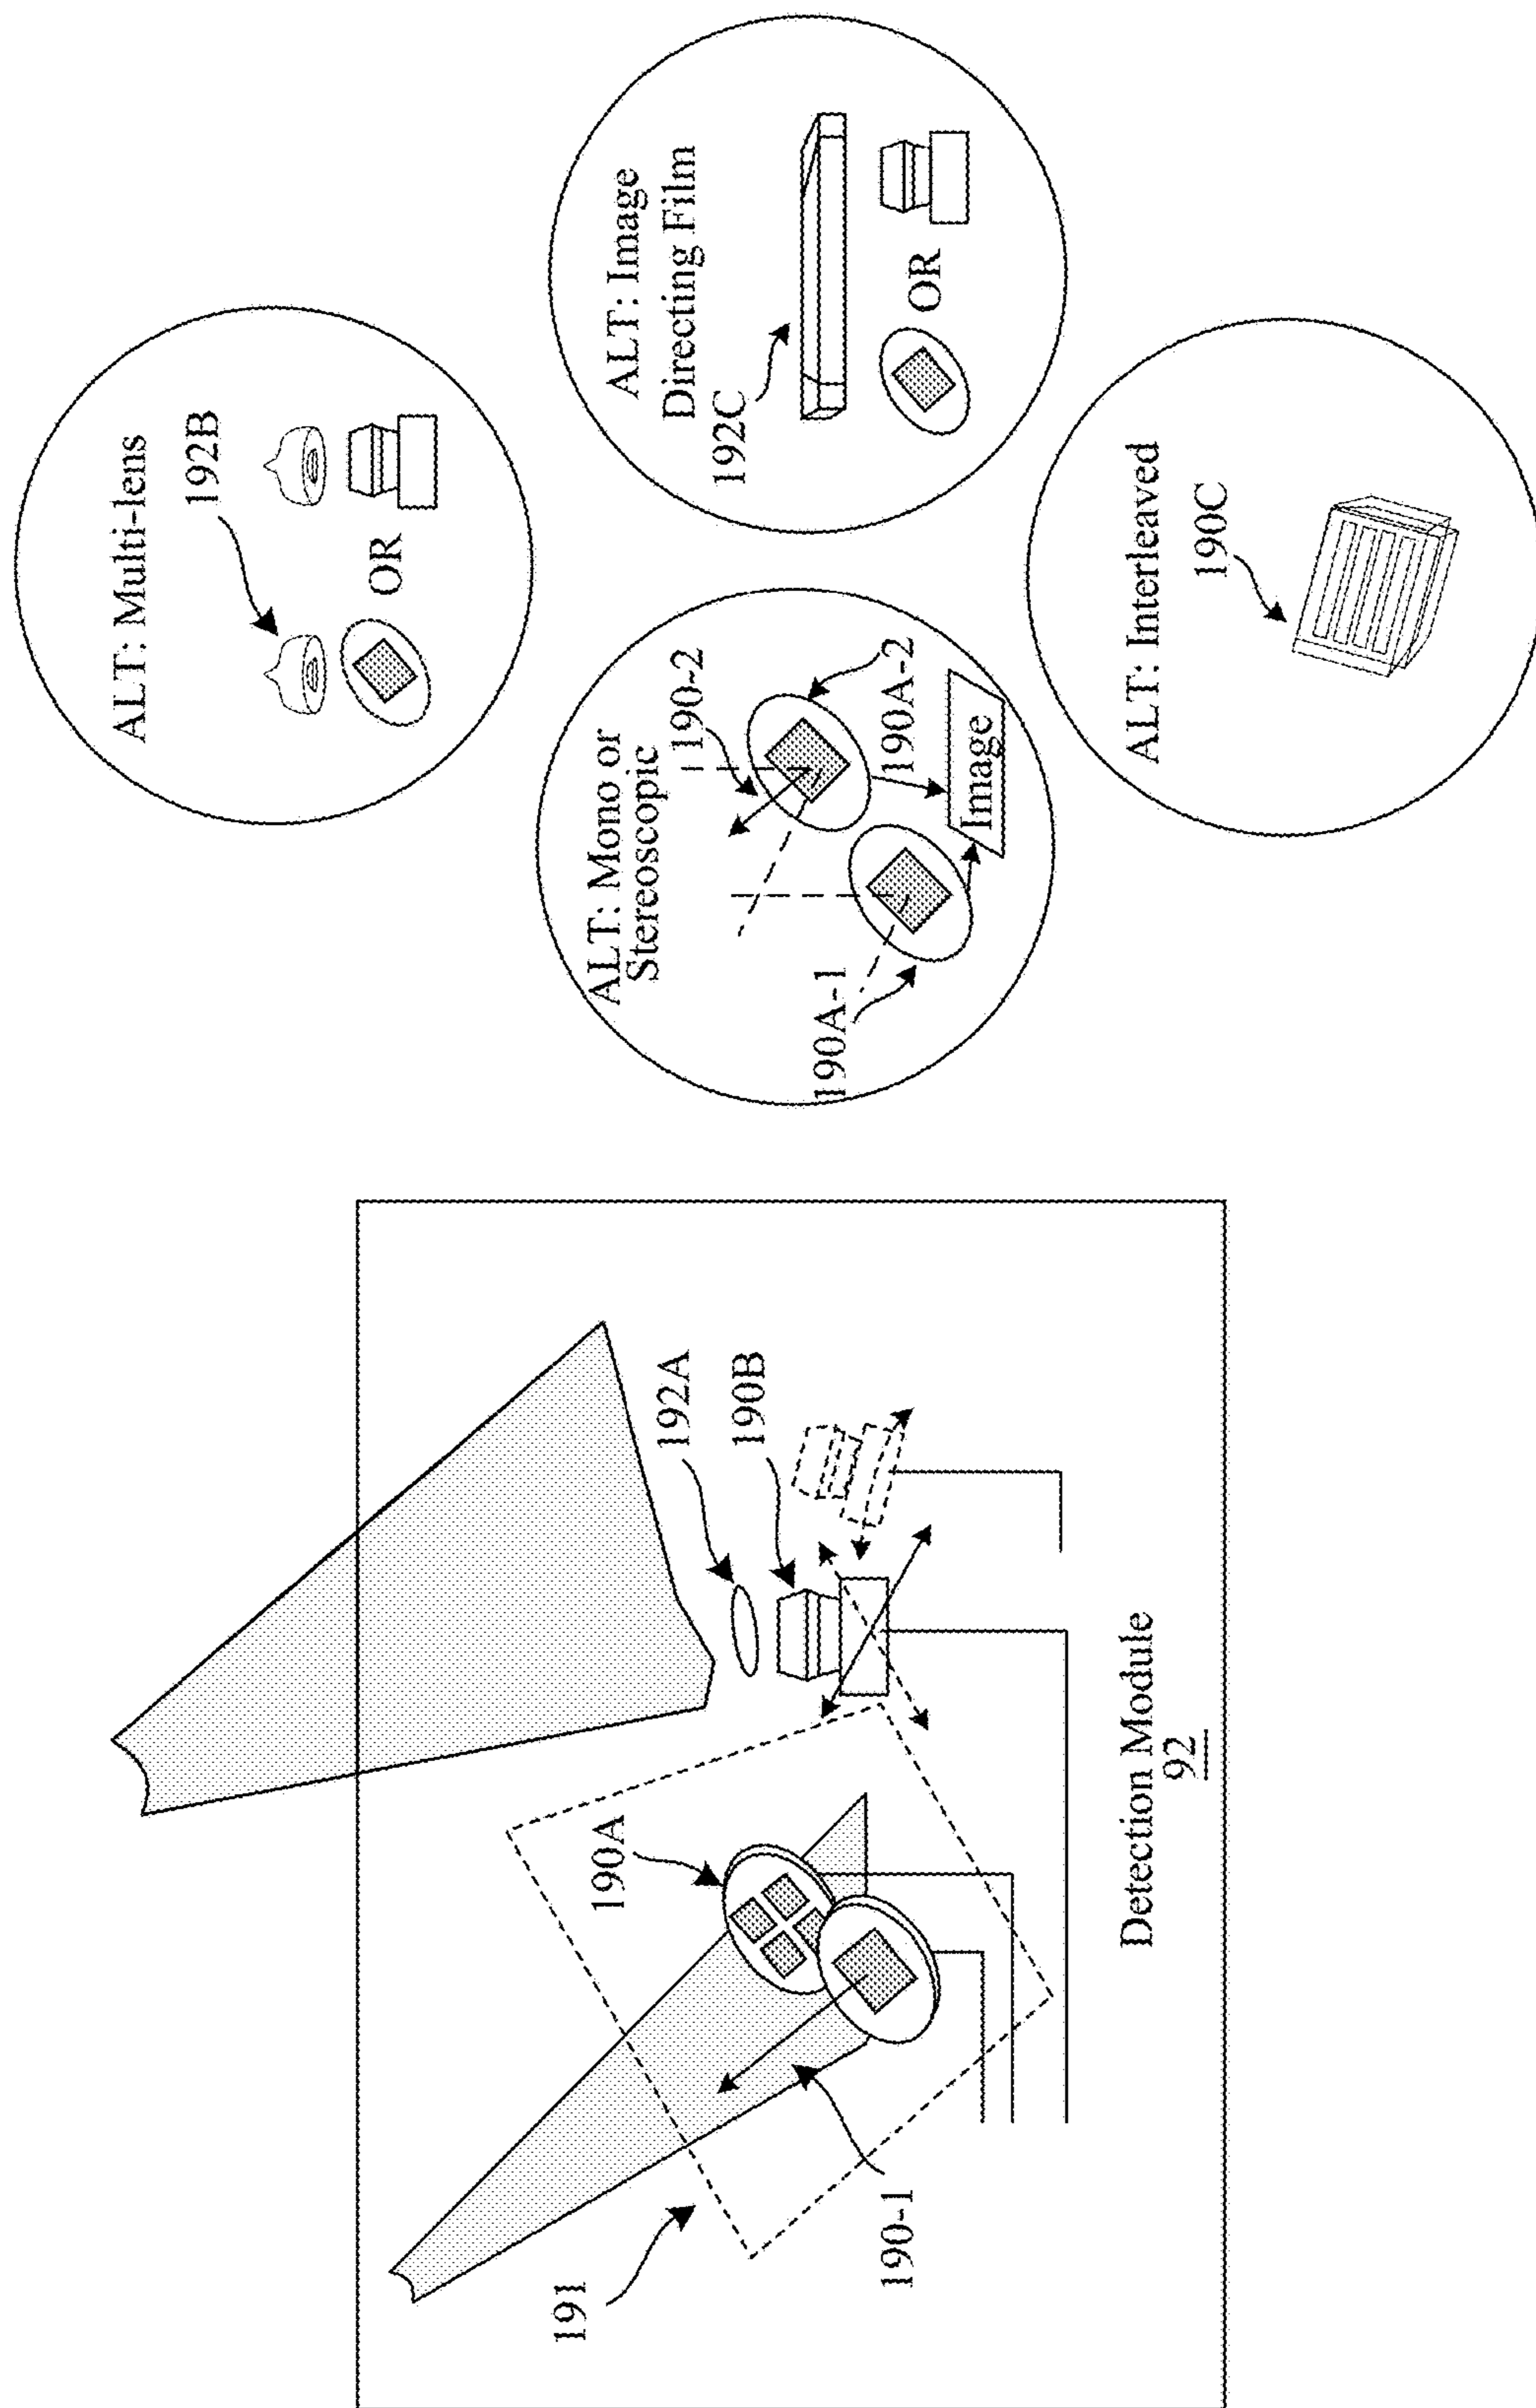 191
190-1
190A
192A
190B
Detection Module
92
ALT: Mono or
Stereoscopic
190-2
190A-1
190A-2
Image
ALT: Multi-lens
192B
OR
ALT: Image
Directing Film
192C
OR
ALT: Interleaved
190C